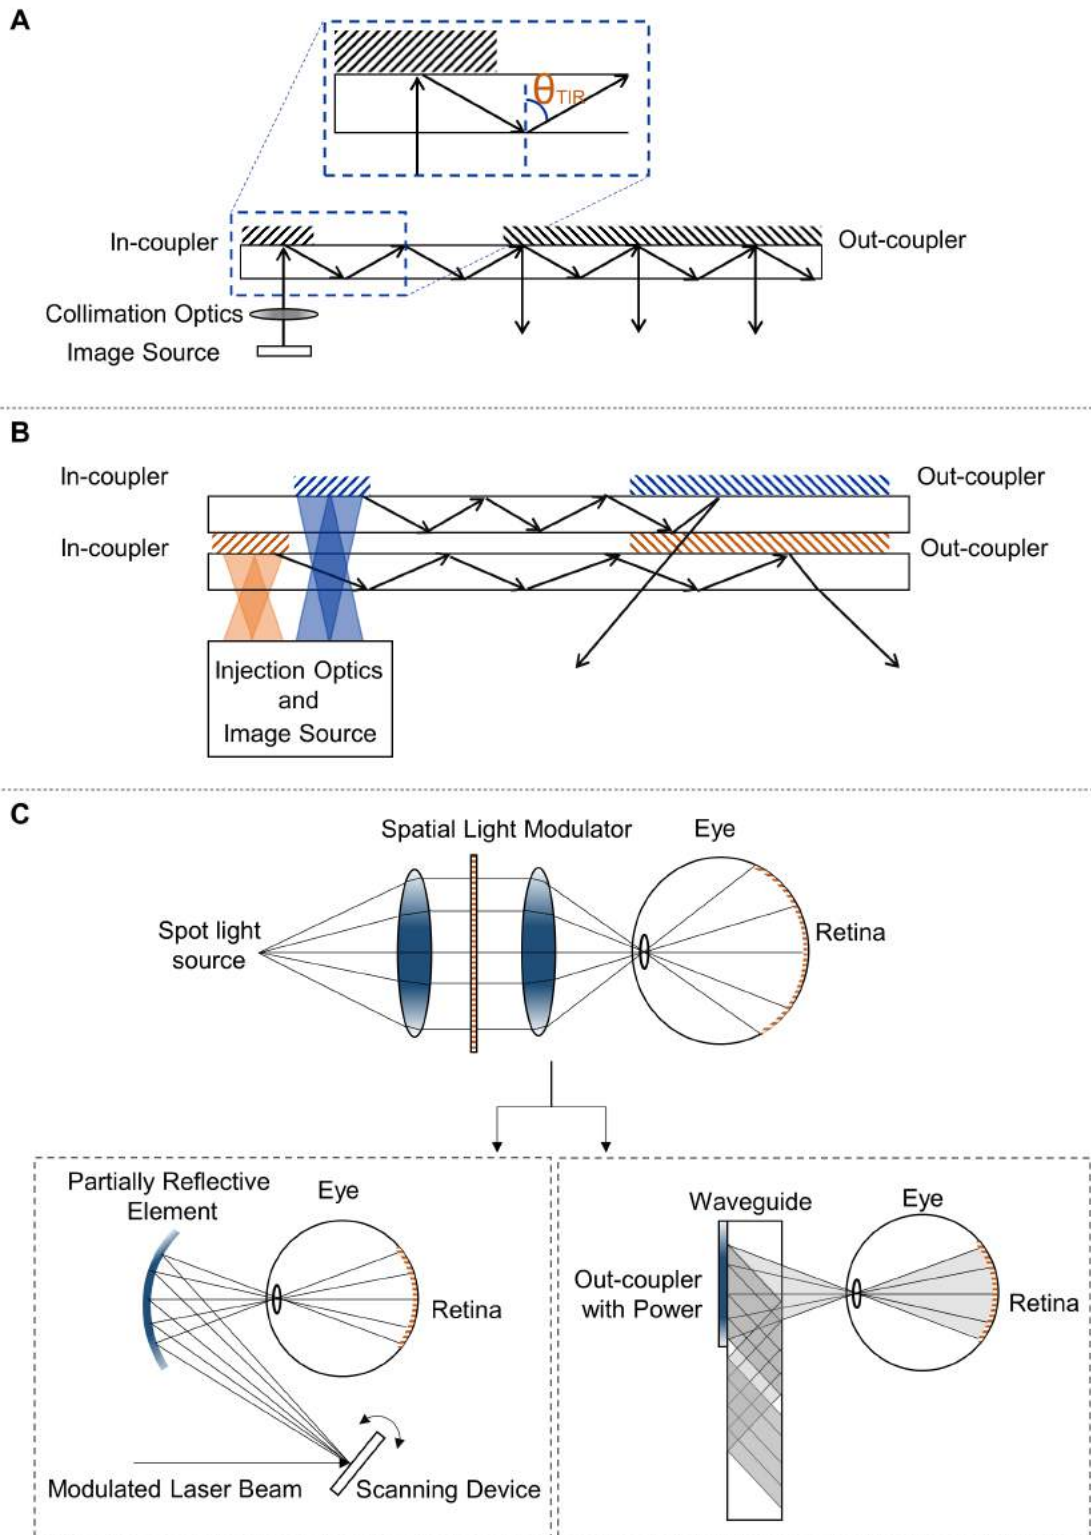 A
θTIR
In-coupler
Out-coupler
Collimation Optics
Image Source
B
In-coupler
Out-coupler
In-coupler
Out-coupler
Injection Optics
and
Image Source
C
Spatial Light Modulator
Eye
Spot light
source
Retina
Partially Reflective
Element
Eye
Retina
Modulated Laser Beam
Scanning Device
Waveguide
Eye
Out-coupler
with Power
Retina